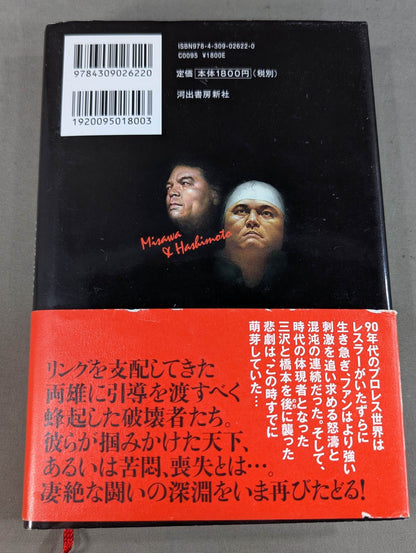 ISBN978-4-309-02622-0
C0095 ¥1800E
定価 本体1800円(税別)
河出書房新社
9784309026220
1920095018003
Misawa
& Hashimoto
90年代のプロレス世界は
レスラーがいたずらに
生き急ぎ、ファンはより強い
刺激を追い求める怒濤と
混沌の連続だった。そして、
時代の体現者となった
三沢と橋本を後に襲った
悲劇は、この時すでに
萌芽していた…
リングを支配してきた
両雄に引導を渡すべく
蜂起した破壊者たち。
彼らが掴みかけた天下、
あるいは苦悶、喪失とは…。
凄絶な闘いの深淵をいま再びたどる!